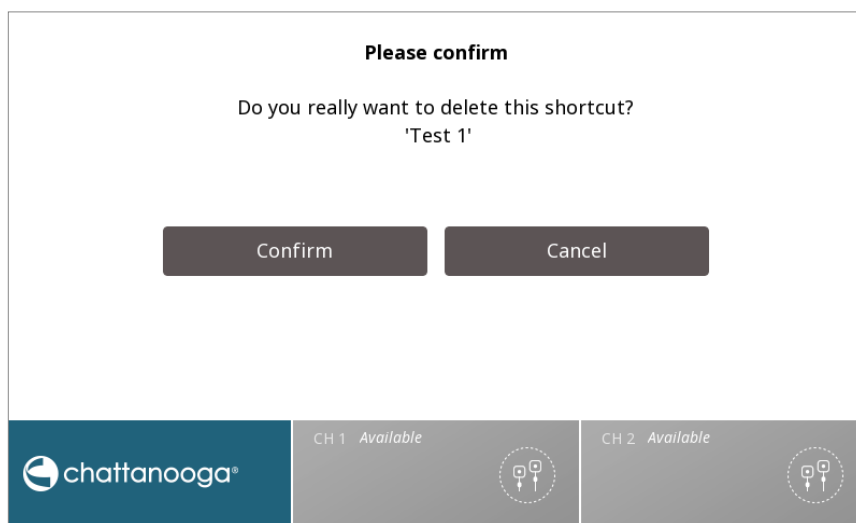 Please confirm
Do you really want to delete this shortcut?
'Test 1'
Confirm
Cancel
chattanooga®
CH 1 Available
CH 2 Available